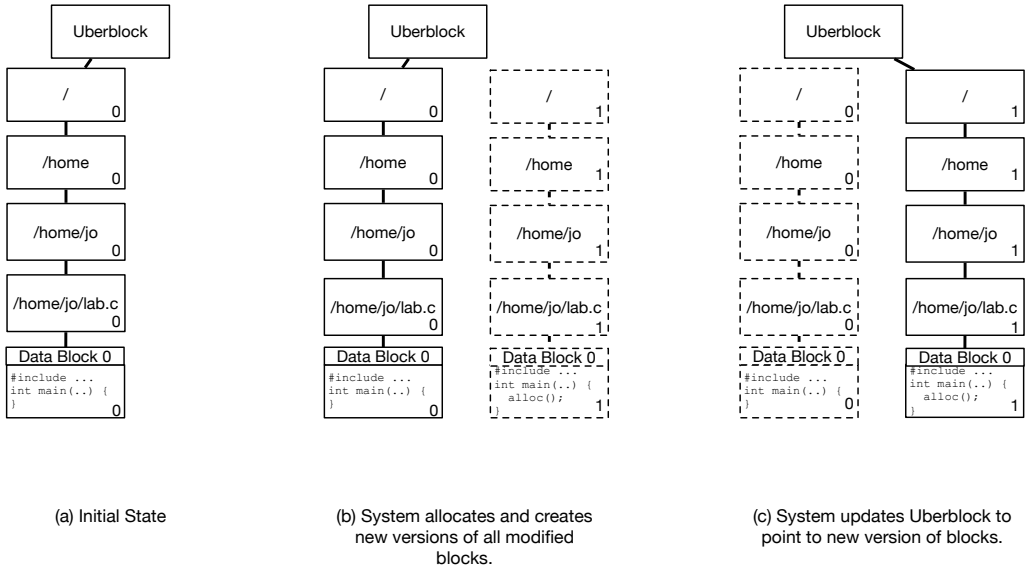 Uberblock
/
0
/home
0
/home/jo
0
/home/jo/lab.c
0
Data Block 0
#include ...
int main(..) {
}
0
(a) Initial State
Uberblock
/
0
/home
0
/home/jo
0
/home/jo/lab.c
0
Data Block 0
#include ...
int main(..) {
}
0
/
1
/home
1
/home/jo
1
/home/jo/lab.c
1
Data Block 0
#include ...
int main(..) {
alloc();
}
1
(b) System allocates and creates
new versions of all modified
blocks.
Uberblock
/
0
/home
0
/home/jo
0
/home/jo/lab.c
0
Data Block 0
#include ...
int main(..) {
}
0
/
1
/home
1
/home/jo
1
/home/jo/lab.c
1
Data Block 0
#include ...
int main(..) {
alloc();
}
1
(c) System updates Uberblock to
point to new version of blocks.